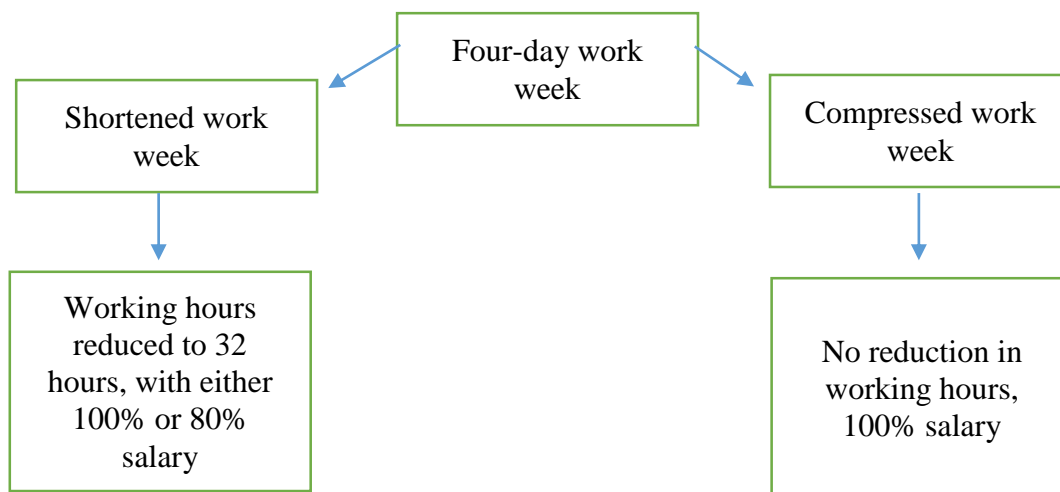 Four-day work
week
Shortened work
week
Compressed work
week
Working hours
reduced to 32
hours, with either
100% or 80%
salary
No reduction in
working hours,
100% salary